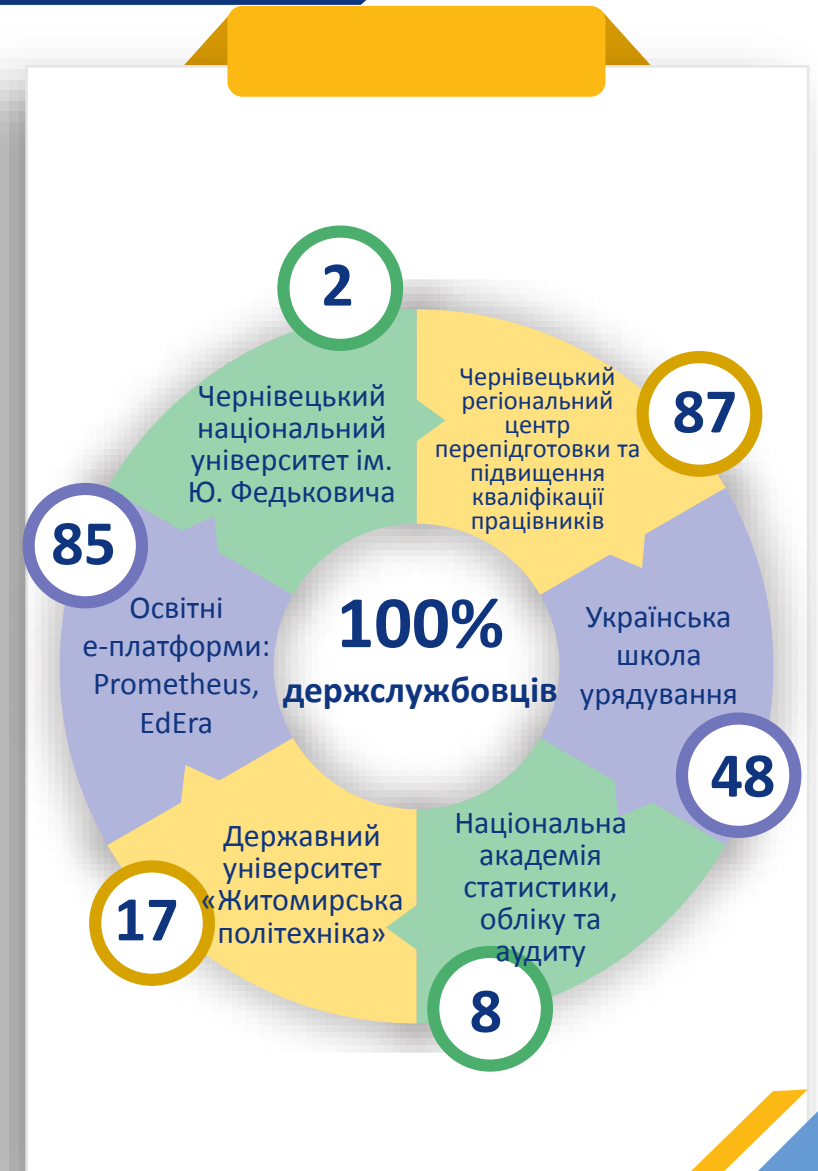 2
Чернівецький
національний
університет ім.
Ю. Федьковича
Чернівецький
регіональний
центр
перепідготовки та
підвищення
кваліфікації
працівників
87
85
Освітні
е-платформи:
Prometheus,
EdEra
100%
держслужбовців
Українська
школа
урядування
48
Державний
університет
«Житомирська
політехніка»
17
Національна
академія
статистики,
обліку та
аудиту
8